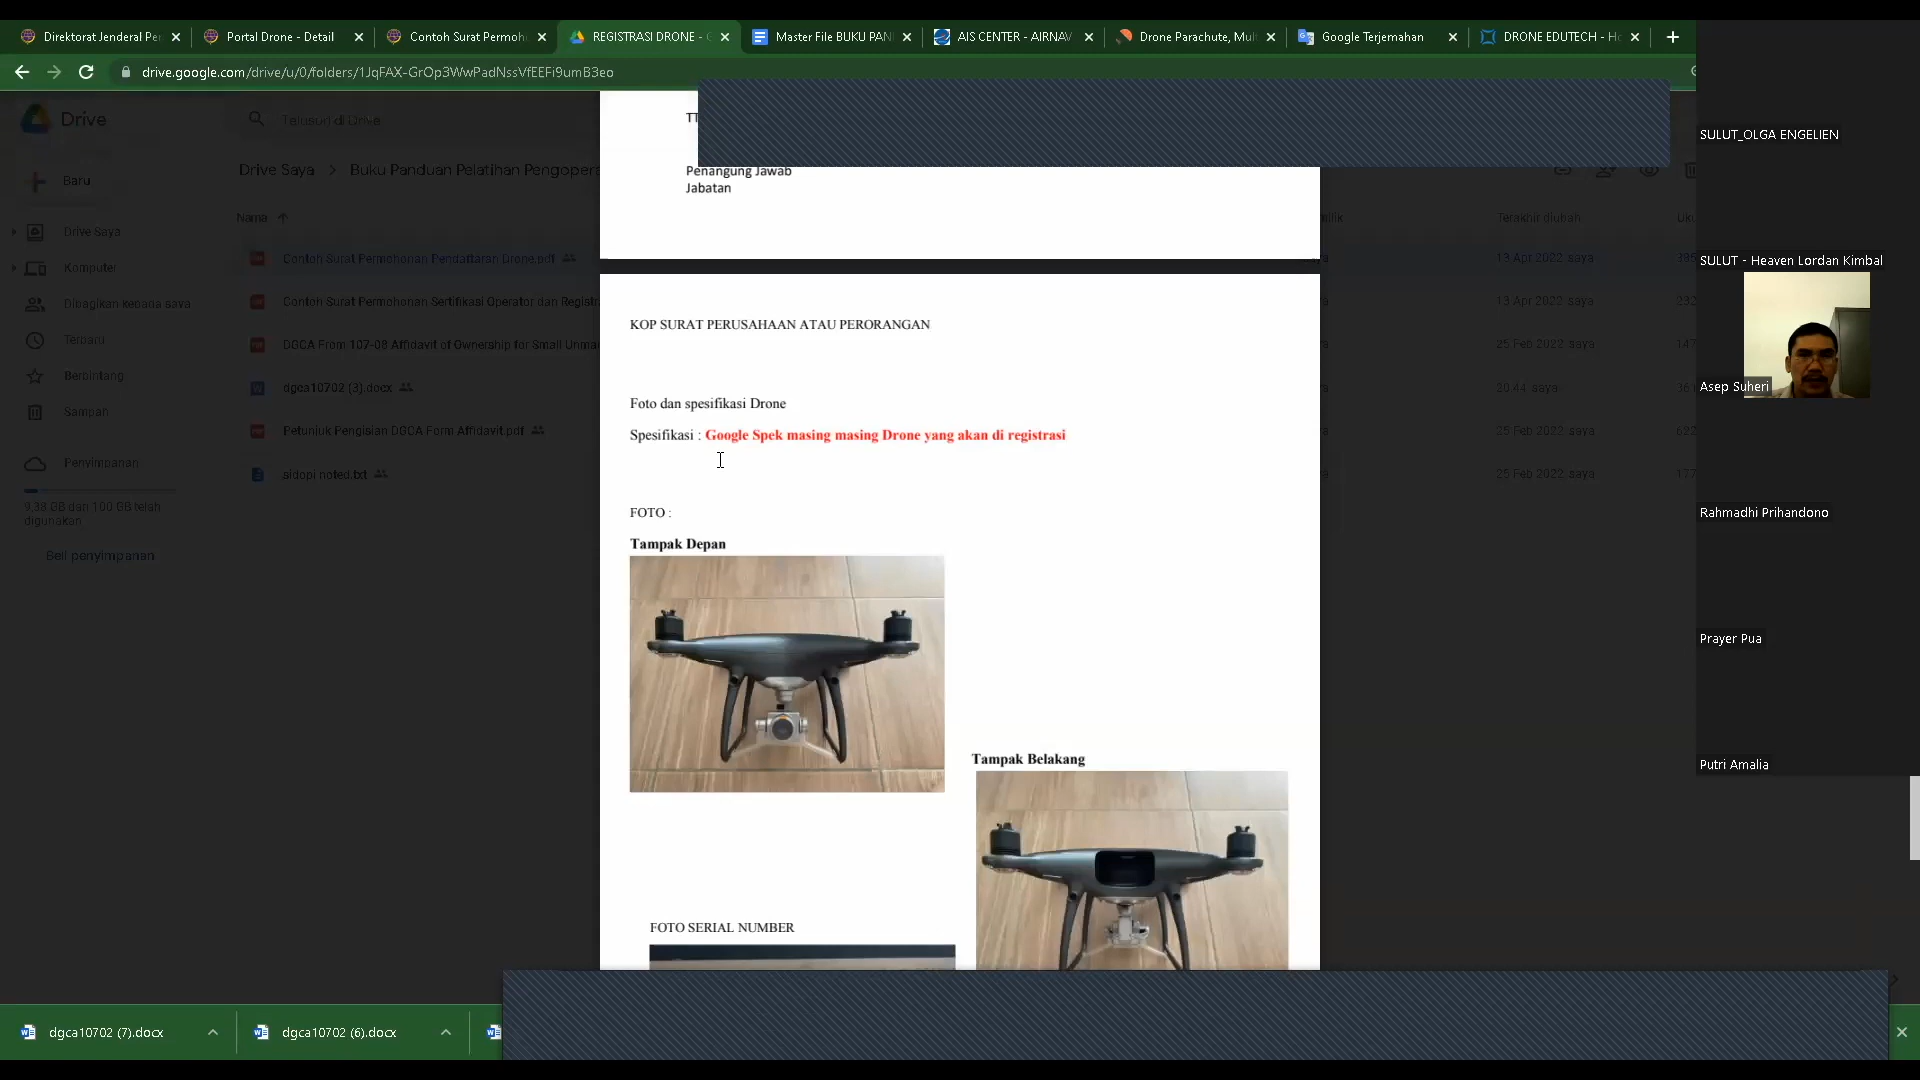 Direktorat Jenderal Per
Portal Drone - Detail
Contoh Surat Permoh
REGISTRASI DRONE - G
Master File BUKU PAN
AIS CENTER - AIRNAV
Drone Parachute, Mul
Google Terjemahan
DRONE EDUTECH - Ho
drive.google.com/drive/u/0/folders/1JqFAX-GrOp3WwPadNssVfEEFi9umB3eo
Drive
Telusuri di Drive
Baru
Drive Saya
Komputer
Dibagikan kepada saya
Terbaru
Berbintang
Sampah
Penyimpanan
9,38 GB dari 100 GB telah
digunakan
Beli penyimpanan
Drive Saya > Buku Panduan Pelatihan Pengopera
Nama
Terakhir diubah
Contoh Surat Permohonan Pendaftaran Drone.pdf
13 Apr 2022 saya
Contoh Surat Permohonan Sertifikasi Operator dan Registra
13 Apr 2022 saya
DGCA From 107-08 Affidavit of Ownership for Small Unma
25 Feb 2022 saya
dgca10702 (3).docx
20.44 saya
Petunjuk Pengisian DGCA Form Affidavit.pdf
25 Feb 2022 saya
sidopi noted.txt
25 Feb 2022 saya
Penangung Jawab
Jabatan
KOP SURAT PERUSAHAAN ATAU PERORANGAN
Foto dan spesifikasi Drone
Spesifikasi : Google Spek masing masing Drone yang akan di registrasi
FOTO :
Tampak Depan
Tampak Belakang
FOTO SERIAL NUMBER
SULUT_OLGA ENGELIEN
SULUT - Heaven Lordan Kimbal
Asep Suheri
Rahmadhi Prihandono
Prayer Pua
Putri Amalia
dgca10702 (7).docx
dgca10702 (6).docx